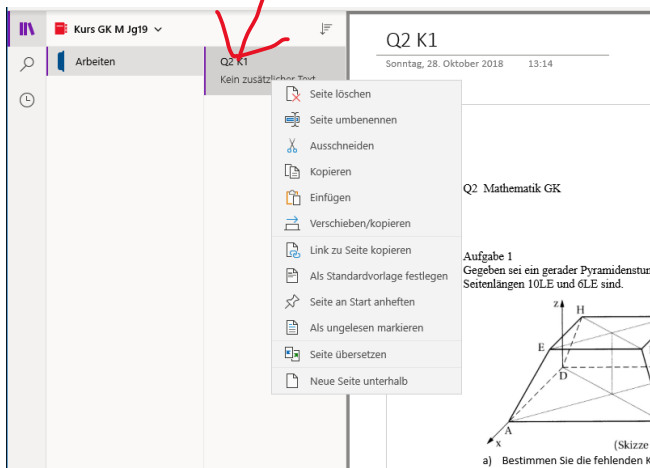 Kurs GK M Jg19
Arbeiten
Q2 K1
Kein zusätzlicher Text
Seite löschen
Seite umbenennen
Ausschneiden
Kopieren
Einfügen
Verschieben/kopieren
Link zu Seite kopieren
Als Standardvorlage festlegen
Seite an Start anheften
Als ungelesen markieren
Seite übersetzen
Neue Seite unterhalb
Q2 K1
Sonntag, 28. Oktober 2018 13:14
Q2 Mathematik GK
Aufgabe 1
Gegeben sei ein gerader Pyramidenstu
Seitenlängen 10LE und 6LE sind.
z H
E
D
A
x
(Skizze
a) Bestimmen Sie die fehlenden K